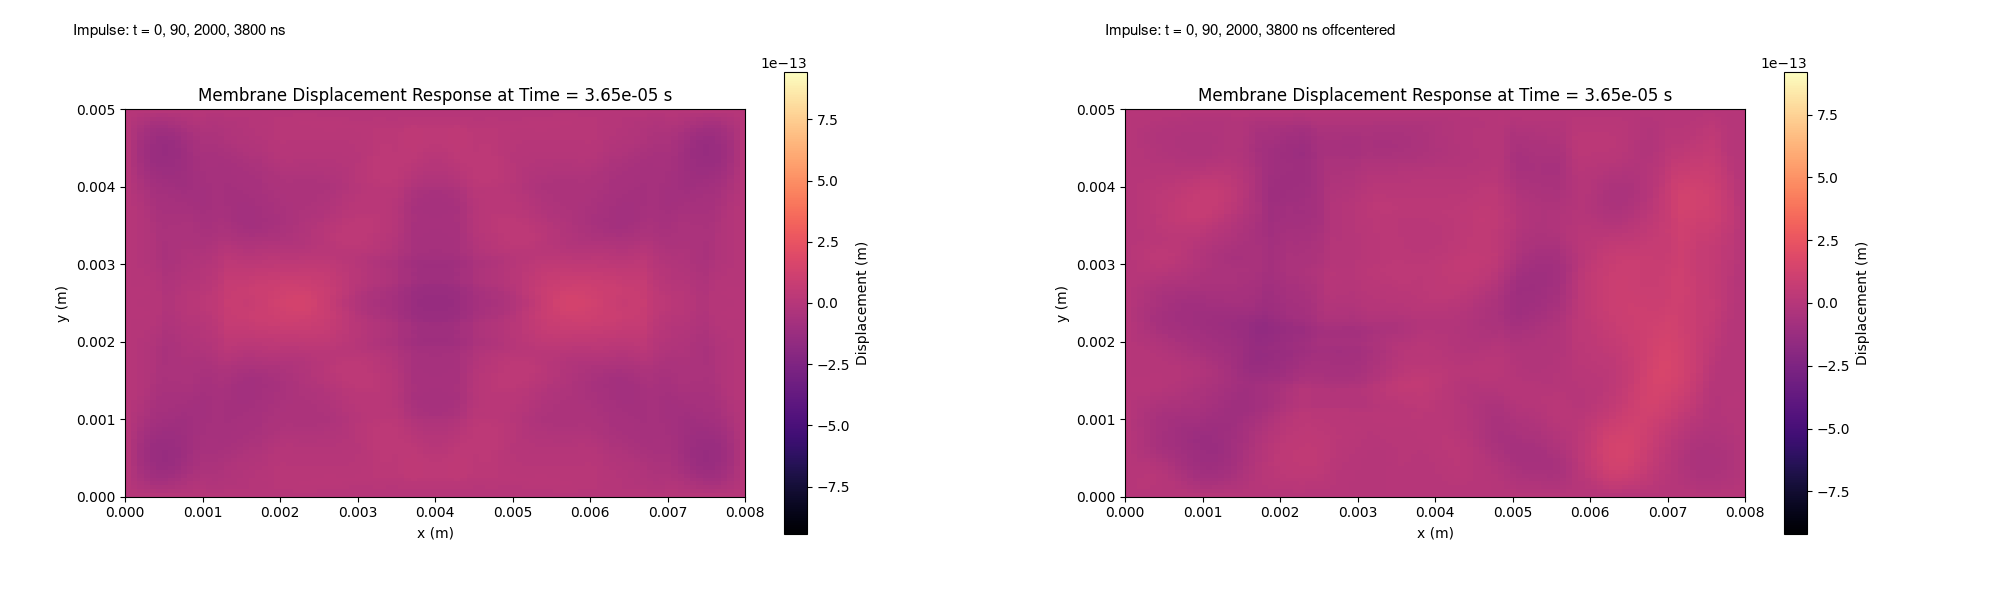 Impulse: t = 0, 90, 2000, 3800 ns
1e−13
Membrane Displacement Response at Time = 3.65e-05 s
0.005
0.004
0.003
0.002
0.001
0.000
y (m)
0.000 0.001 0.002 0.003 0.004 0.005 0.006 0.007 0.008
x (m)
7.5
5.0
2.5
0.0
−2.5
−5.0
−7.5
Displacement (m)
Impulse: t = 0, 90, 2000, 3800 ns offcentered
1e−13
Membrane Displacement Response at Time = 3.65e-05 s
0.005
0.004
0.003
0.002
0.001
0.000
y (m)
0.000 0.001 0.002 0.003 0.004 0.005 0.006 0.007 0.008
x (m)
7.5
5.0
2.5
0.0
−2.5
−5.0
−7.5
Displacement (m)